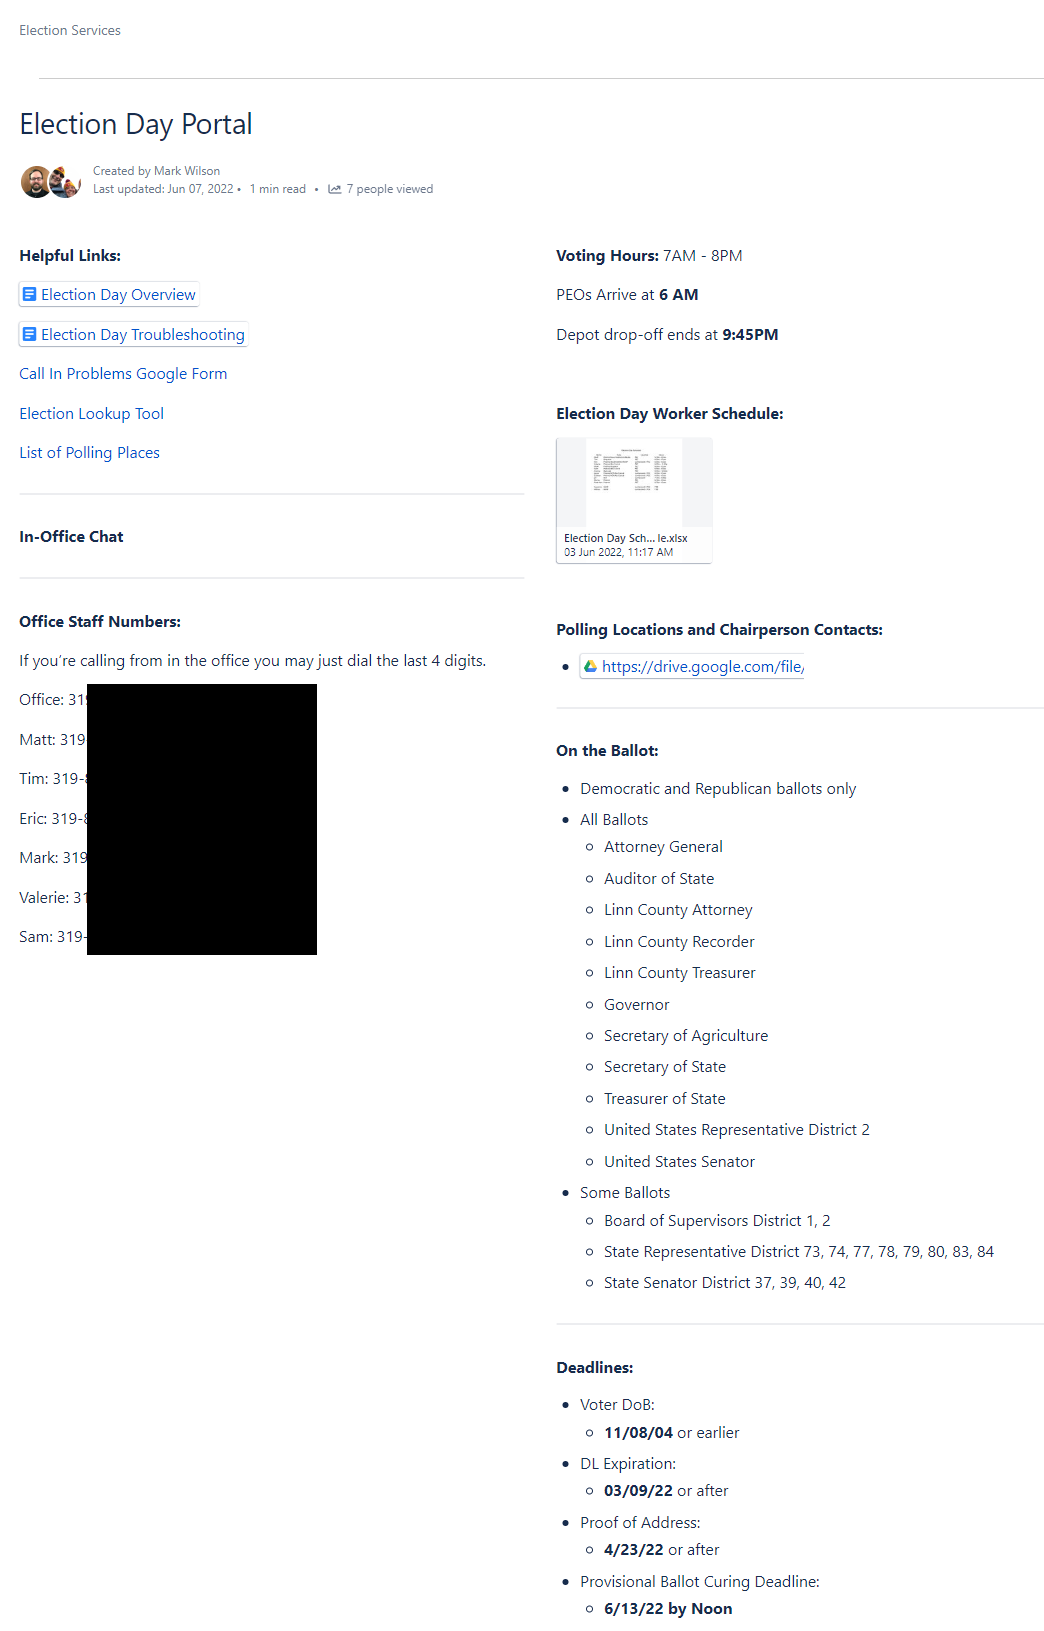 Election Services
Election Day Portal
Created by Mark Wilson
Last updated: Jun 07, 2022 • 1 min read • 7 people viewed
Helpful Links:
Election Day Overview
Election Day Troubleshooting
Call In Problems Google Form
Election Lookup Tool
List of Polling Places
In-Office Chat
Office Staff Numbers:
If you're calling from in the office you may just dial the last 4 digits.
Office: 31
Matt: 319-
Tim: 319-
Eric: 319-
Mark: 319
Valerie: 31
Sam: 319-
Voting Hours: 7AM - 8PM
PEOs Arrive at 6 AM
Depot drop-off ends at 9:45PM
Election Day Worker Schedule:
Election Day Sch... le.xlsx
03 Jun 2022, 11:17 AM
Polling Locations and Chairperson Contacts:
• https://drive.google.com/file/
On the Ballot:
• Democratic and Republican ballots only
• All Ballots
◦ Attorney General
◦ Auditor of State
◦ Linn County Attorney
◦ Linn County Recorder
◦ Linn County Treasurer
◦ Governor
◦ Secretary of Agriculture
◦ Secretary of State
◦ Treasurer of State
◦ United States Representative District 2
◦ United States Senator
• Some Ballots
◦ Board of Supervisors District 1, 2
◦ State Representative District 73, 74, 77, 78, 79, 80, 83, 84
◦ State Senator District 37, 39, 40, 42
Deadlines:
• Voter DoB:
◦ 11/08/04 or earlier
• DL Expiration:
◦ 03/09/22 or after
• Proof of Address:
◦ 4/23/22 or after
• Provisional Ballot Curing Deadline:
◦ 6/13/22 by Noon